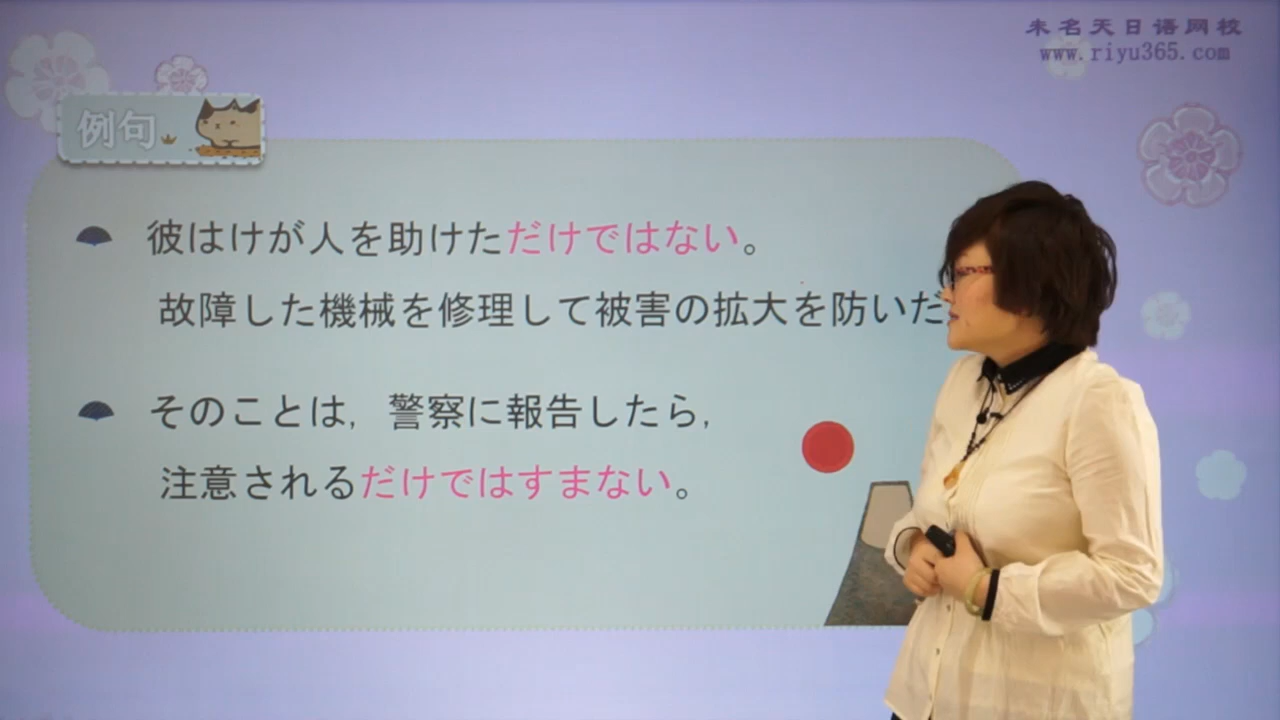 未名天日语网校
www.riyu365.com
例句
彼はけが人を助けただけではない。
故障した機械を修理して被害の拡大を防いだ
そのことは，警察に報告したら，
注意されるだけではすまない。